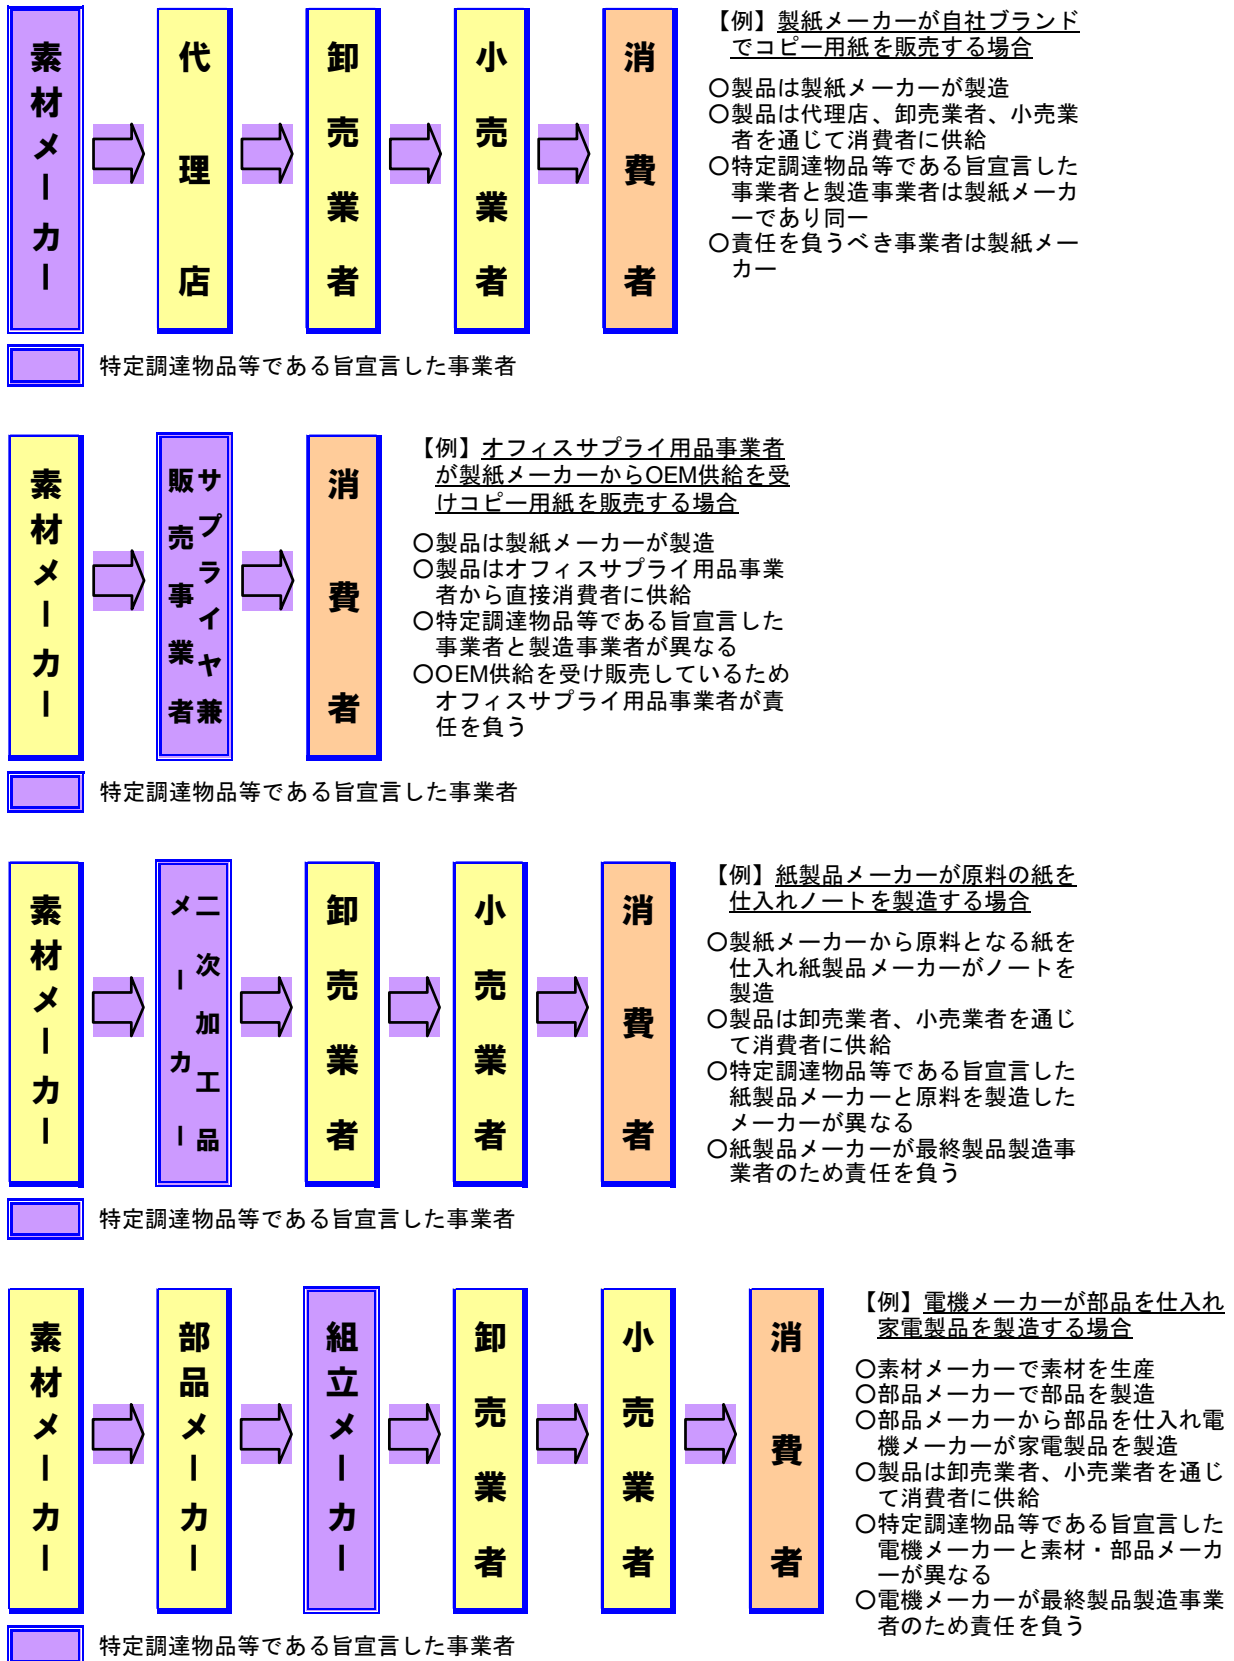 素材メーカー
代理店
卸売業者
小売業者
消費者
【例】製紙メーカーが自社ブランド
でコピー用紙を販売する場合
○製品は製紙メーカーが製造
○製品は代理店、卸売業者、小売業
者を通じて消費者に供給
○特定調達物品等である旨宣言した
事業者と製造事業者は製紙メーカ
ーであり同一
○責任を負うべき事業者は製紙メー
カー
特定調達物品等である旨宣言した事業者
素材メーカー
サプライヤ兼
販売事業者
消費者
【例】オフィスサプライ用品事業者
が製紙メーカーからOEM供給を受
けコピー用紙を販売する場合
○製品は製紙メーカーが製造
○製品はオフィスサプライ用品事業
者から直接消費者に供給
○特定調達物品等である旨宣言した
事業者と製造事業者が異なる
○OEM供給を受け販売しているため
オフィスサプライ用品事業者が責
任を負う
特定調達物品等である旨宣言した事業者
素材メーカー
二次加工品
メーカー
卸売業者
小売業者
消費者
【例】紙製品メーカーが原料の紙を
仕入れノートを製造する場合
○製紙メーカーから原料となる紙を
仕入れ紙製品メーカーがノートを
製造
○製品は卸売業者、小売業者を通じ
て消費者に供給
○特定調達物品等である旨宣言した
紙製品メーカーと原料を製造した
メーカーが異なる
○紙製品メーカーが最終製品製造事
業者のため責任を負う
特定調達物品等である旨宣言した事業者
素材メーカー
部品メーカー
組立メーカー
卸売業者
小売業者
消費者
【例】電機メーカーが部品を仕入れ
家電製品を製造する場合
○素材メーカーで素材を生産
○部品メーカーで部品を製造
○部品メーカーから部品を仕入れ電
機メーカーが家電製品を製造
○製品は卸売業者、小売業者を通じ
て消費者に供給
○特定調達物品等である旨宣言した
電機メーカーと素材・部品メーカ
ーが異なる
○電機メーカーが最終製品製造事業
者のため責任を負う
特定調達物品等である旨宣言した事業者